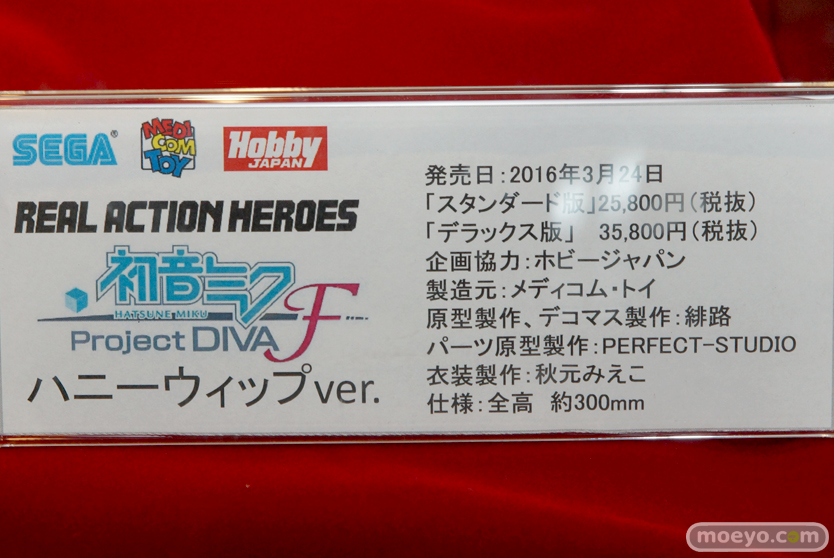 SEGA®
MEDI
COM
TOY
Hobby
JAPAN
REAL ACTION HEROES
初音ミク
HATSUNE MIKU
Project DIVA F
ハニーウィップver.
発売日：2016年3月24日
「スタンダード版」25,800円（税抜）
「デラックス版」 35,800円（税抜）
企画協力：ホビージャパン
製造元：メディコム・トイ
原型製作、デコマス製作：緋路
パーツ原型製作：PERFECT-STUDIO
衣装製作：秋元みえこ
仕様：全高 約300mm
moeyo.com